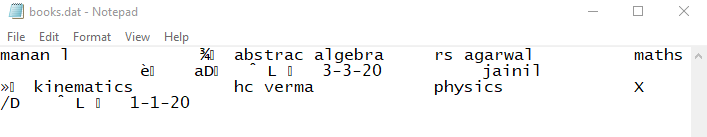 books.dat - Notepad
File Edit Format View Help
manan l ¾▯ abstrac algebra rs agarwal maths
è▯ aD▯ ˆ L ▯ 3-3-20 jainil
»▯ kinematics hc verma physics X
/D ˆ L ▯ 1-1-20